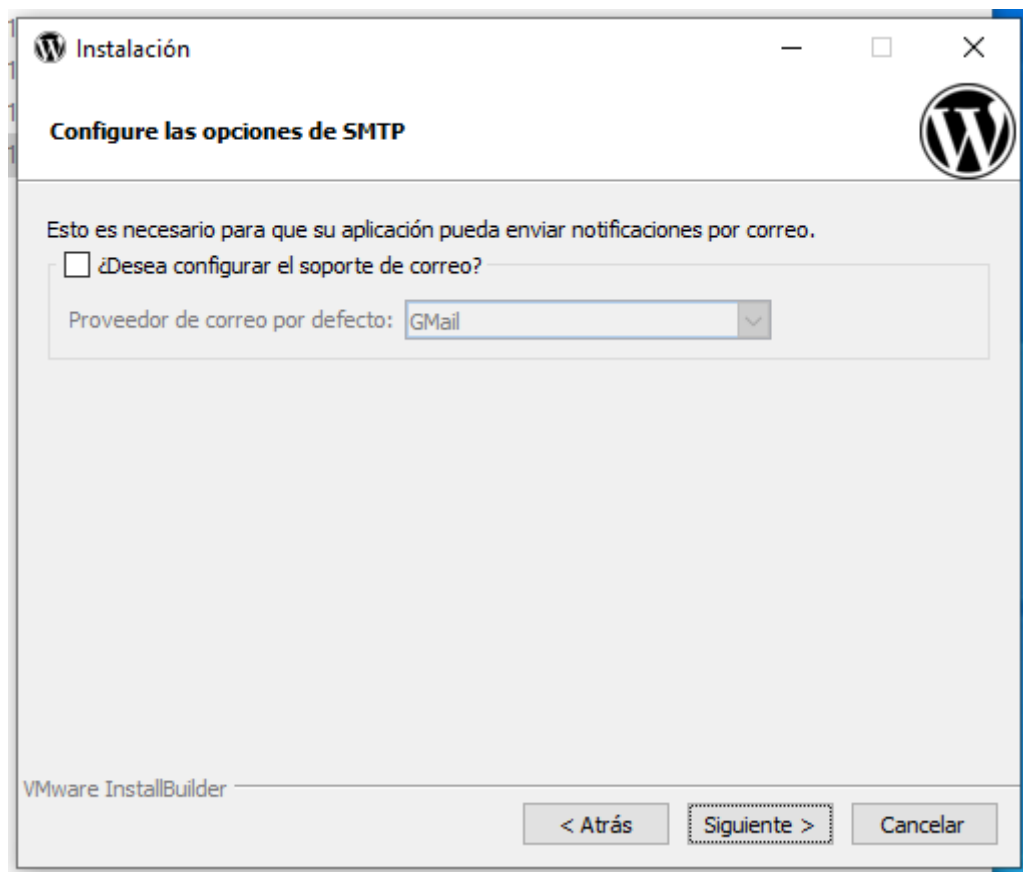 Instalación
Configure las opciones de SMTP
Esto es necesario para que su aplicación pueda enviar notificaciones por correo.
¿Desea configurar el soporte de correo?
Proveedor de correo por defecto: GMail
VMware InstallBuilder
< Atrás Siguiente > Cancelar